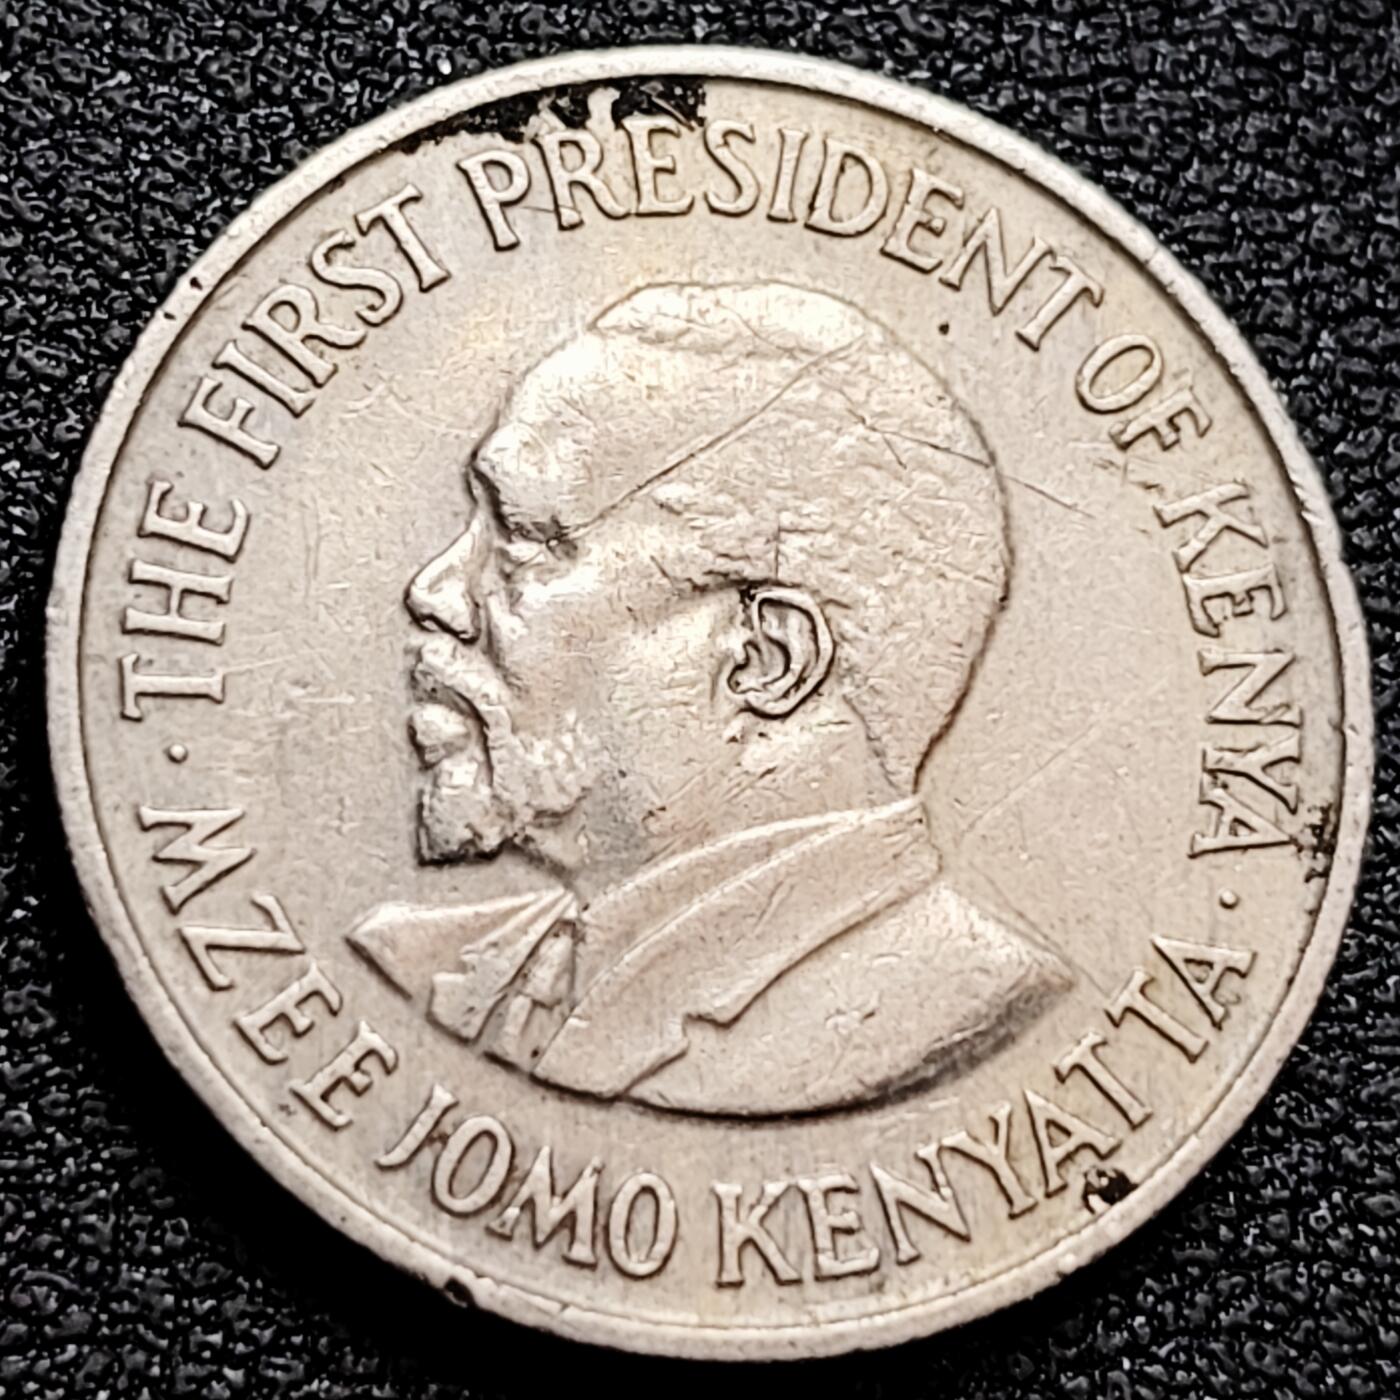 · THE FIRST PRESIDENT OF KENYA ·
MZEE JOMO KENYATTA